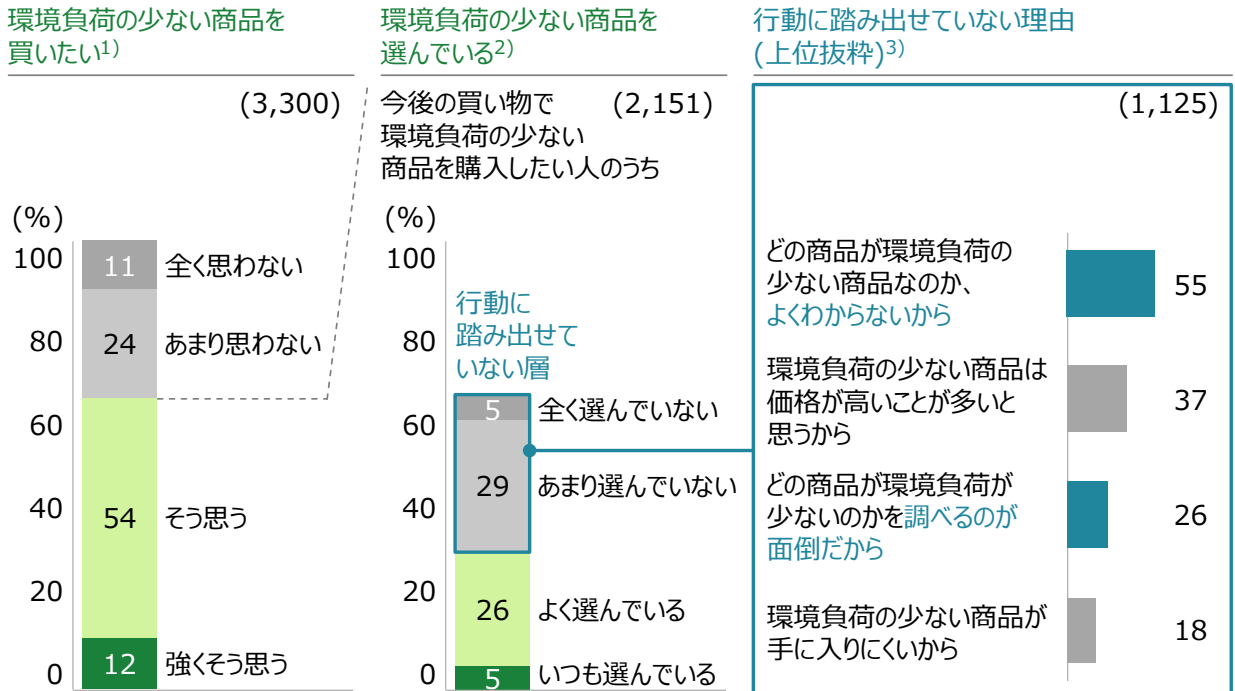 環境負荷の少ない商品を
買いたい1)
(3,300)
(%)
100
80
60
40
20
0
11
全く思わない
24
あまり思わない
54
そう思う
12
強くそう思う
環境負荷の少ない商品を
選んでいる2)
今後の買い物で
(2,151)
環境負荷の少ない
商品を購入したい人のうち
(%)
100
80
60
40
20
0
行動に
踏み出せて
いない層
5
全く選んでいない
29
あまり選んでいない
26
よく選んでいる
5
いつも選んでいる
行動に踏み出せていない理由
(上位抜粋)3)
(1,125)
どの商品が環境負荷の
少ない商品なのか、
よくわからないから
55
環境負荷の少ない商品は
価格が高いことが多いと
思うから
37
どの商品が環境負荷が
少ないのかを調べるのが
面倒だから
26
環境負荷の少ない商品が
手に入りにくいから
18